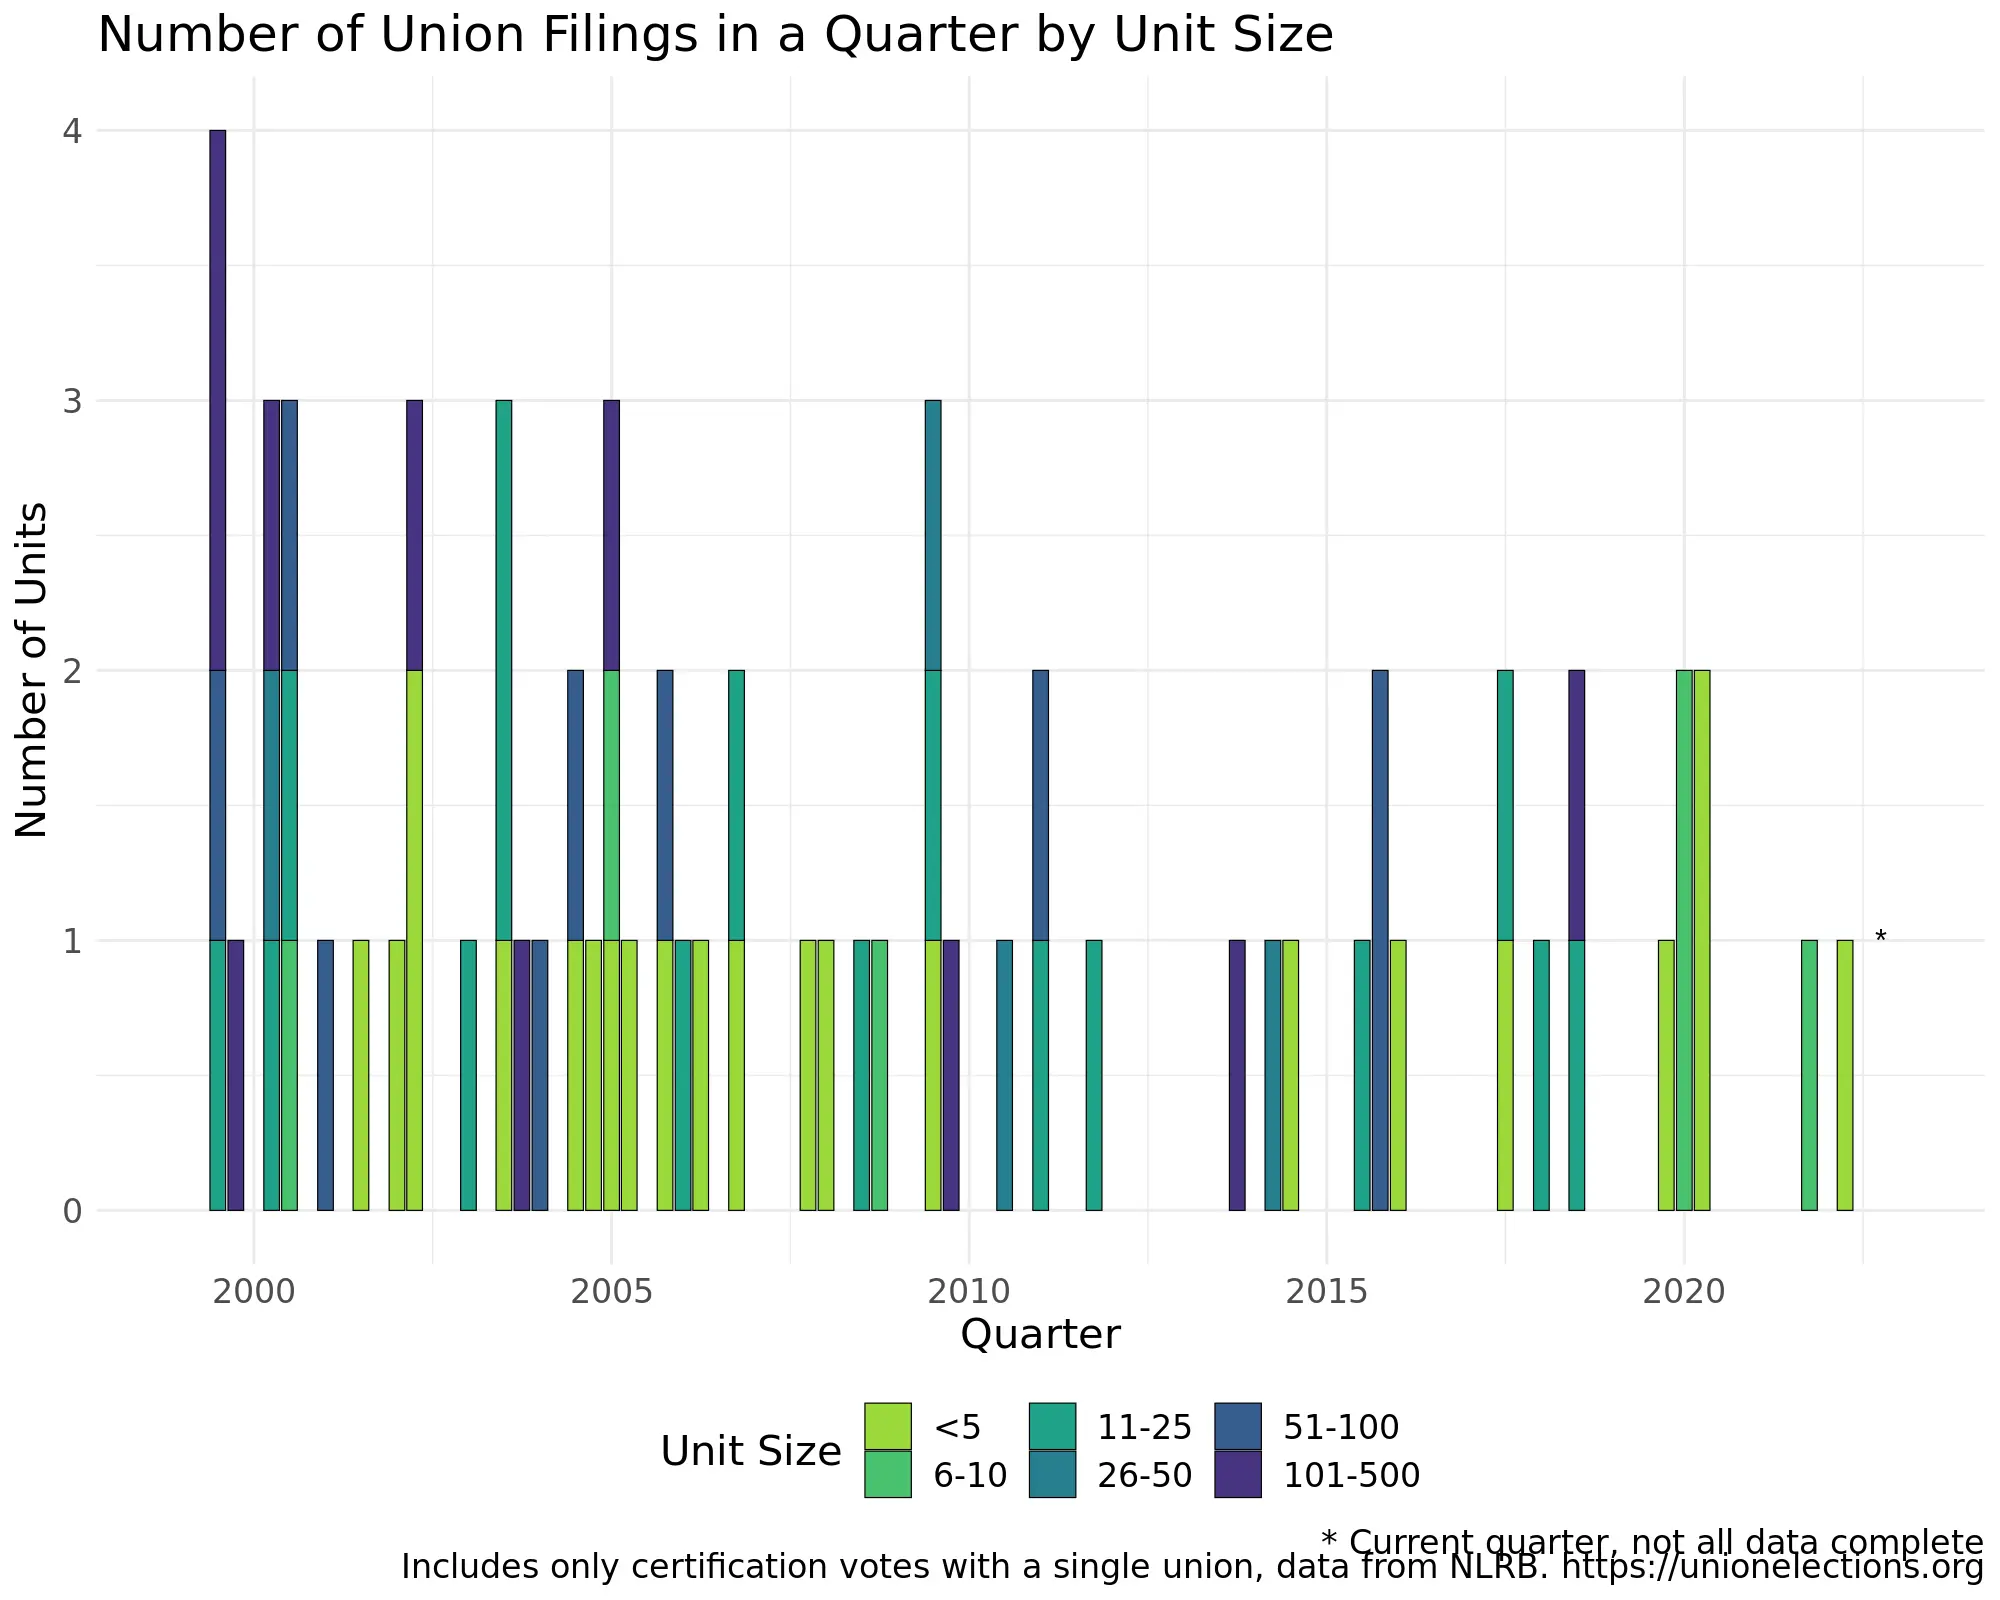 Number of Union Filings in a Quarter by Unit Size
4
3
2
1
0
Number of Units
*
2000 2005 2010 2015 2020
Quarter
Unit Size
<5 11-25 51-100
6-10 26-50 101-500
* Current quarter, not all data complete
Includes only certification votes with a single union, data from NLRB. https://unionelections.org